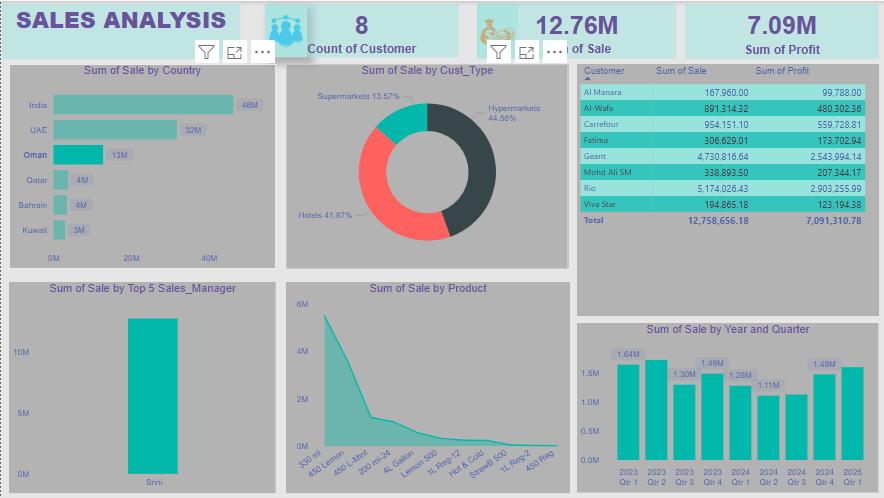 SALES ANALYSIS
8
Count of Customer
12.76M
of Sale
7.09M
Sum of Profit
Sum of Sale by Country
India
46M
UAE
32M
Oman
13M
Qatar
4M
Bahrain
4M
Kuwait
3M
0M 20M 40M
Sum of Sale by Cust_Type
Supermarkets 13.57%
Hypermarkets
44.56%
Hotels 41.87%
Customer Sum of Sale Sum of Profit
Al Manara 167,960.00 99,788.00
Al-Wafa 891,314.32 480,302.36
Carrefour 954,151.10 559,728.81
Fatima 306,629.01 173,702.94
Geant 4,730,816.64 2,543,994.14
Mohd Ali SM 338,893.50 207,344.17
Rio 5,174,026.43 2,903,255.99
Viva Star 194,865.18 123,194.38
Total 12,758,656.18 7,091,310.78
Sum of Sale by Top 5 Sales_Manager
10M
5M
0M
Srini
Sum of Sale by Product
6M
4M
2M
0M
330 ml
450 Lemon
450 L-Mint
200 ml-24
4L Gallon
Lemon 500
1L Reg-12
Hot & Cold
StrawB 500
1L Reg-2
450 Reg
Sum of Sale by Year and Quarter
1.5M
1.0M
0.5M
0.0M
1.64M
1.30M
1.49M
1.28M
1.11M
1.48M
2023 2023 2023 2023 2024 2024 2024 2024 2025
Qtr 1 Qtr 2 Qtr 3 Qtr 4 Qtr 1 Qtr 2 Qtr 3 Qtr 4 Qtr 1